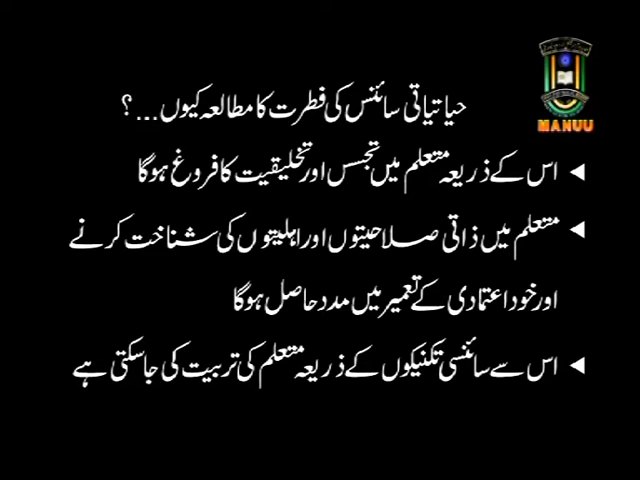 حیاتیاتی سائنس کی فطرت کا مطالعہ کیوں...؟
اس کے ذریعہ متعلم میں تجسس اور تخلیقیت کا فروغ ہوگا
متعلم میں ذاتی صلاحیتوں اور اہلیتوں کی شناخت کرنے
اور خود اعتمادی کے تعمیر میں مدد حاصل ہوگا
اس سے سائنسی تکنیکوں کے ذریعہ متعلم کی تربیت کی جاسکتی ہے
MANUU